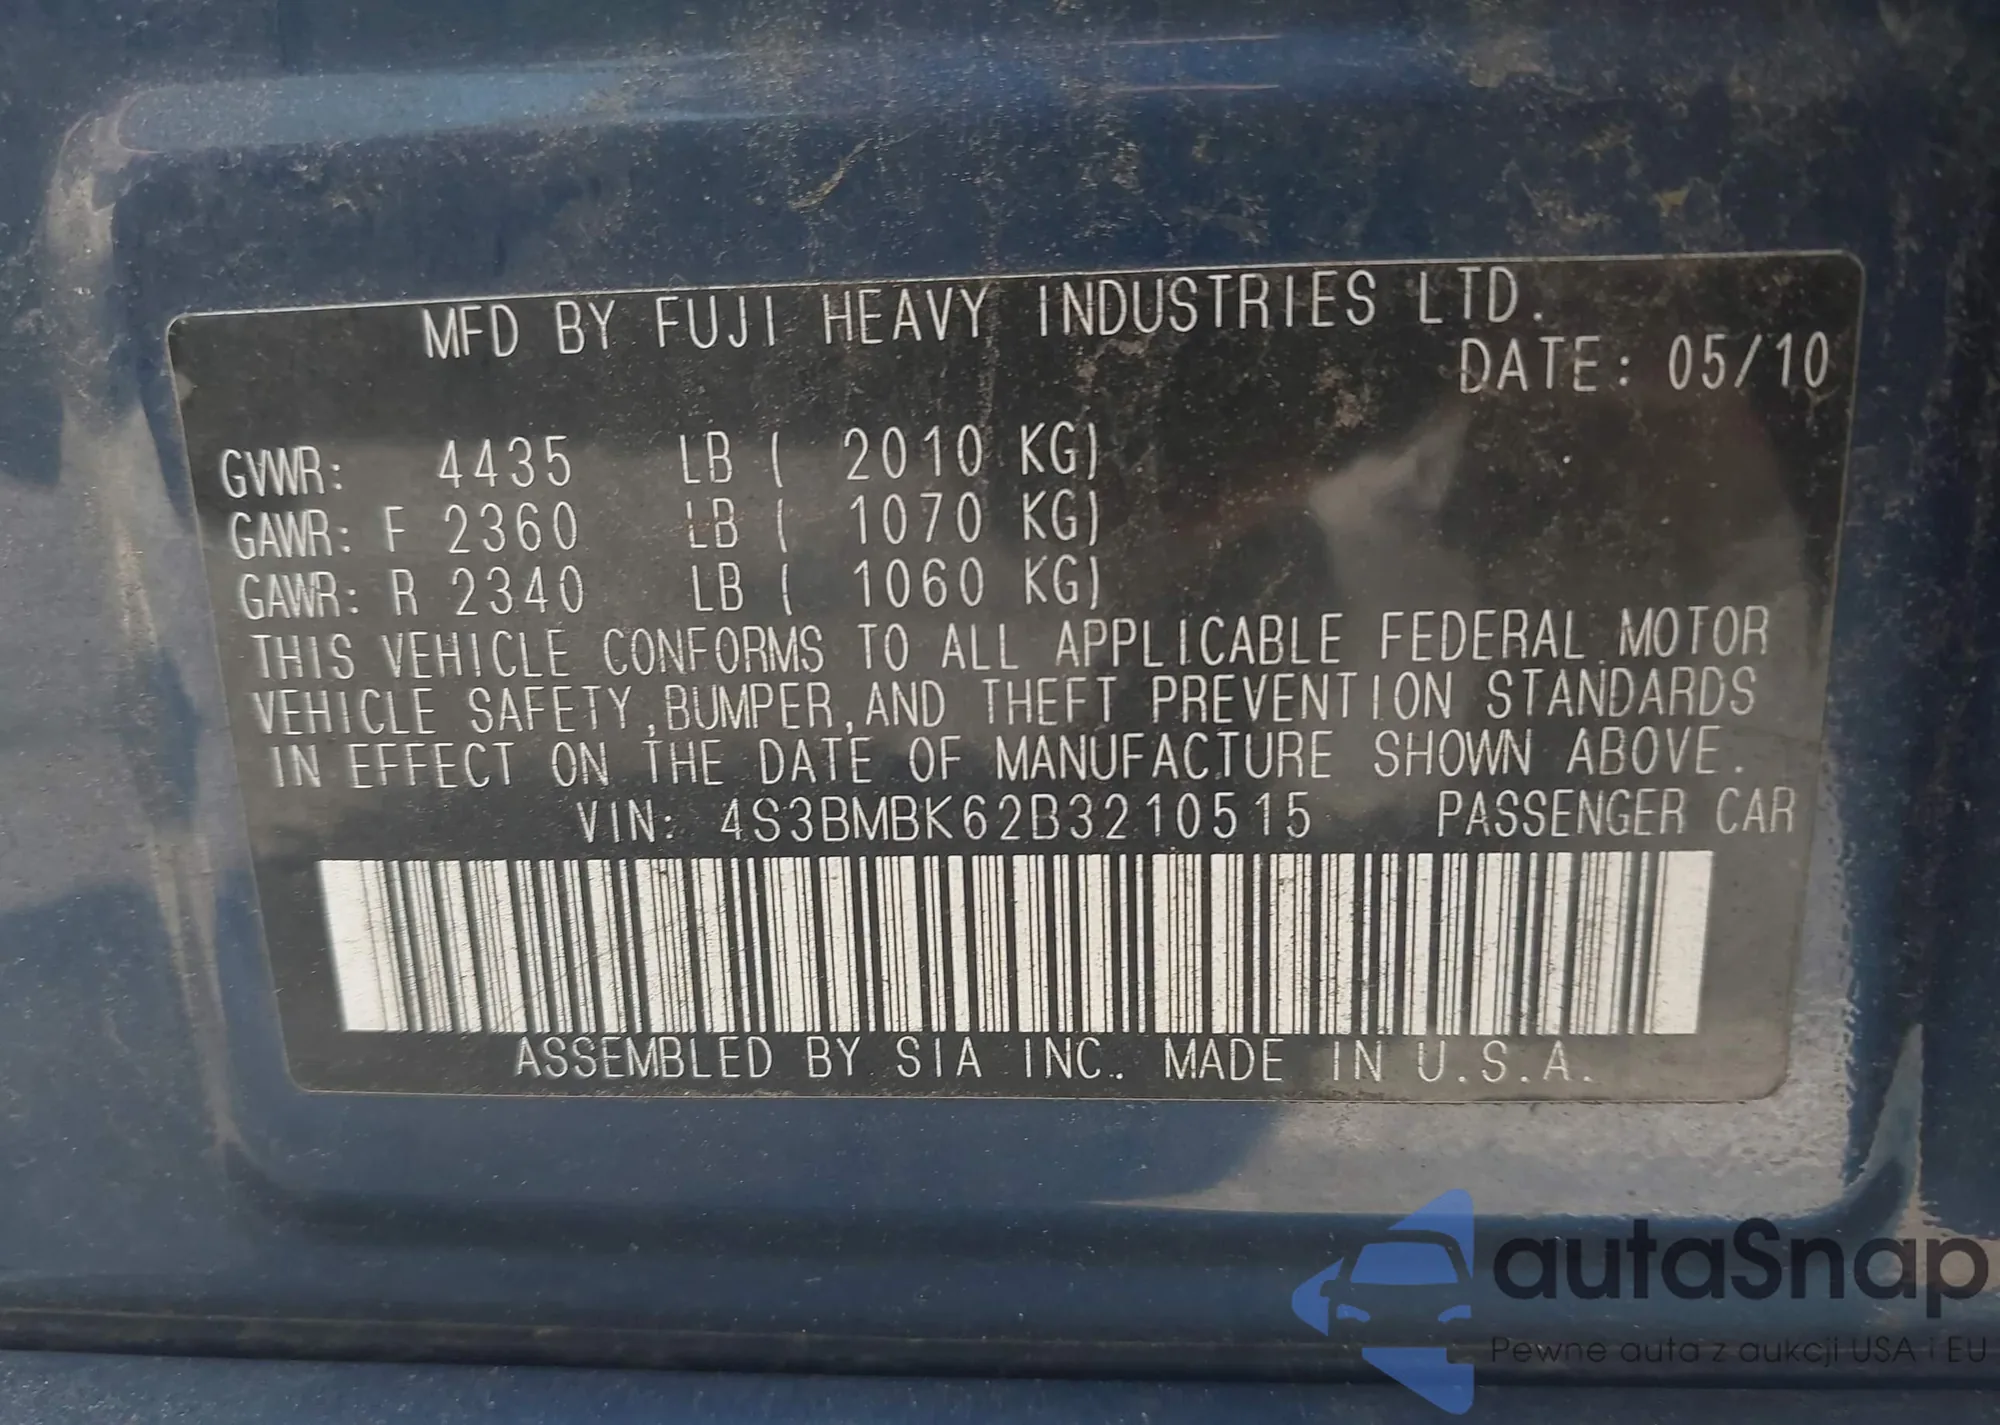 MFD BY FUJI HEAVY INDUSTRIES LTD.
DATE: 05/10
GVWR: 4435 LB ( 2010 KG)
GAWR: F 2360 LB ( 1070 KG)
GAWR: R 2340 LB ( 1060 KG)
THIS VEHICLE CONFORMS TO ALL APPLICABLE FEDERAL MOTOR
VEHICLE SAFETY,BUMPER,AND THEFT PREVENTION STANDARDS
IN EFFECT ON THE DATE OF MANUFACTURE SHOWN ABOVE.
VIN: 4S3BMBK62B3210515 PASSENGER CAR
ASSEMBLED BY SIA INC. MADE IN U.S.A.
autaSnap
Pewne auta z aukcji USA i EU